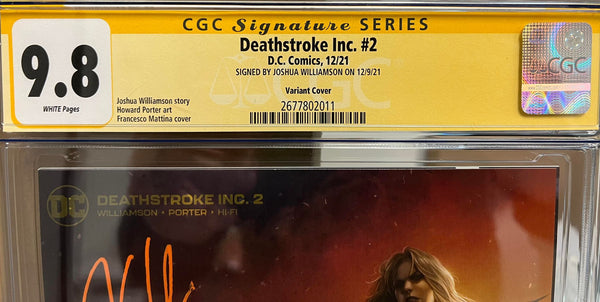 CGC Signature SERIES
9.8
WHITE Pages
Deathstroke Inc. #2
D.C. Comics, 12/21
SIGNED BY JOSHUA WILLIAMSON ON 12/9/21
Variant Cover
Joshua Williamson story
Howard Porter art
Francesco Mattina cover
2677802011
CGC
CGC
DC
DEATHSTROKE INC. 2
WILLIAMSON • PORTER • HI-FI